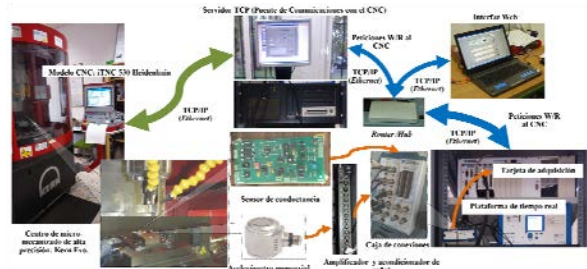 Servidor TCP (Puente de Comunicaciones con el CNC)
Interfaz Web
Peticiones W/R al
CNC
Modelo CNC: iTNC 530 Heidenhain
TCP/IP
(Ethernet)
TCP/IP
(Ethernet)
TCP/IP
(Ethernet)
Router/Hub
Peticiones W/R
al CNC
TCP/IP
(Ethernet)
Sensor de conductancia
Tarjeta de adquisición
Plataforma de tiempo real
Centro de micro-
mecanizado de alta
precisión. Kern Evo.
Caja de conexiones
Amplificador y acondicionador de